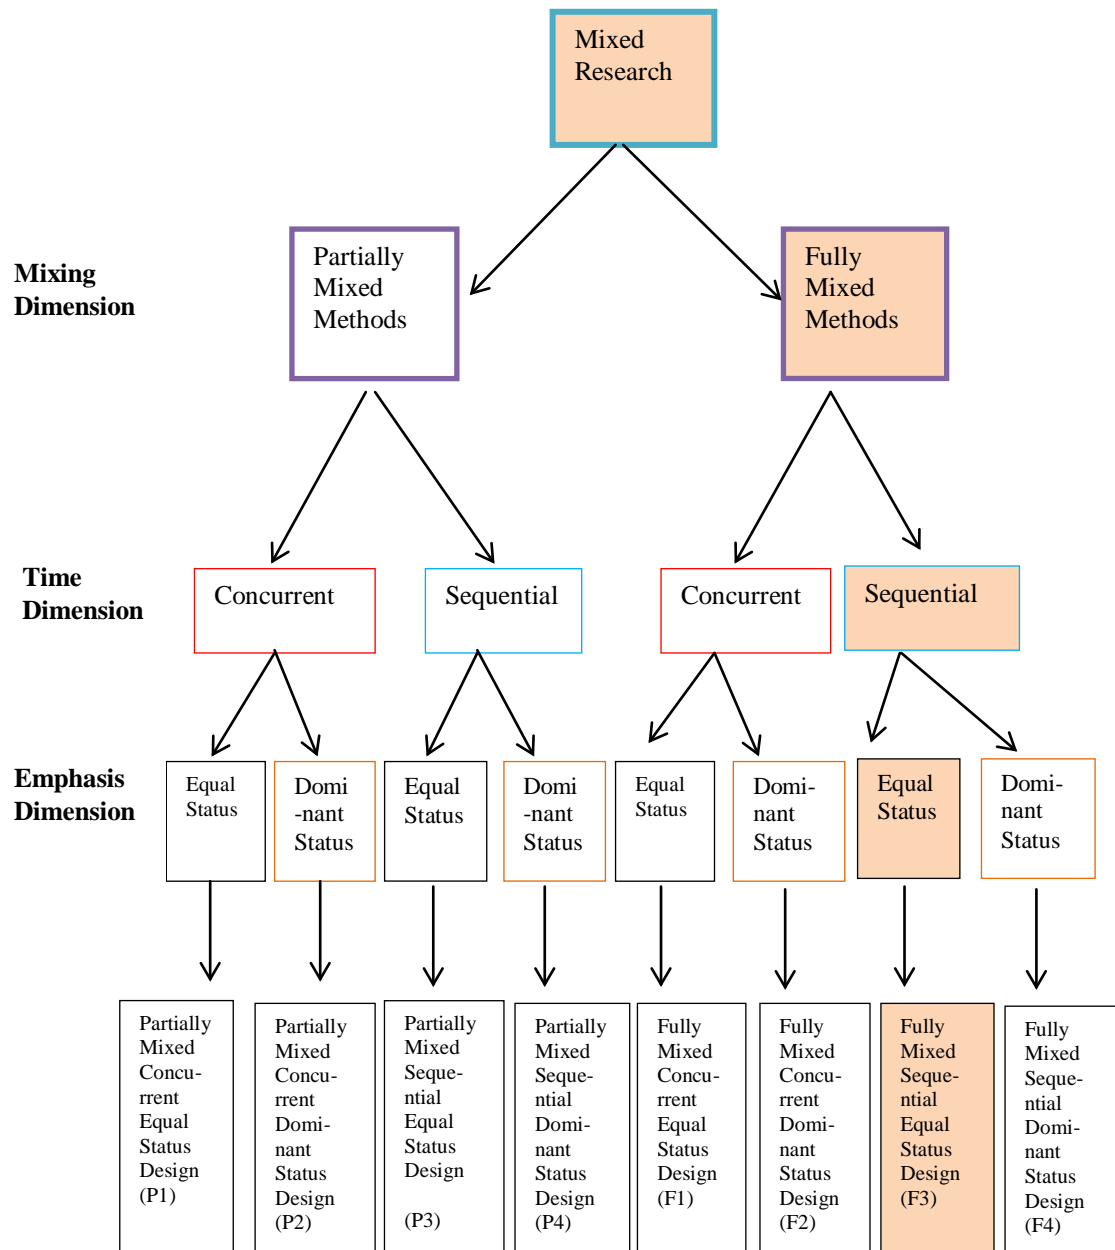 Mixed
Research
Mixing
Dimension
Partially
Mixed
Methods
Fully
Mixed
Methods
Time
Dimension
Concurrent
Sequential
Concurrent
Sequential
Emphasis
Dimension
Equal
Status
Domi-
-nant
Status
Equal
Status
Domi-
-nant
Status
Equal
Status
Domi-
nant
Status
Equal
Status
Domi-
nant
Status
Partially
Mixed
Concu-
rrent
Equal
Status
Design
(P1)
Partially
Mixed
Concu-
rrent
Domi-
nant
Status
Design
(P2)
Partially
Mixed
Seque-
ntial
Equal
Status
Design
(P3)
Partially
Mixed
Seque-
ntial
Domi-
nant
Status
Design
(P4)
Fully
Mixed
Concu-
rrent
Equal
Status
Design
(F1)
Fully
Mixed
Concu-
rrent
Domi-
nant
Status
Design
(F2)
Fully
Mixed
Seque-
ntial
Equal
Status
Design
(F3)
Fully
Mixed
Seque-
ntial
Domi-
nant
Status
Design
(F4)